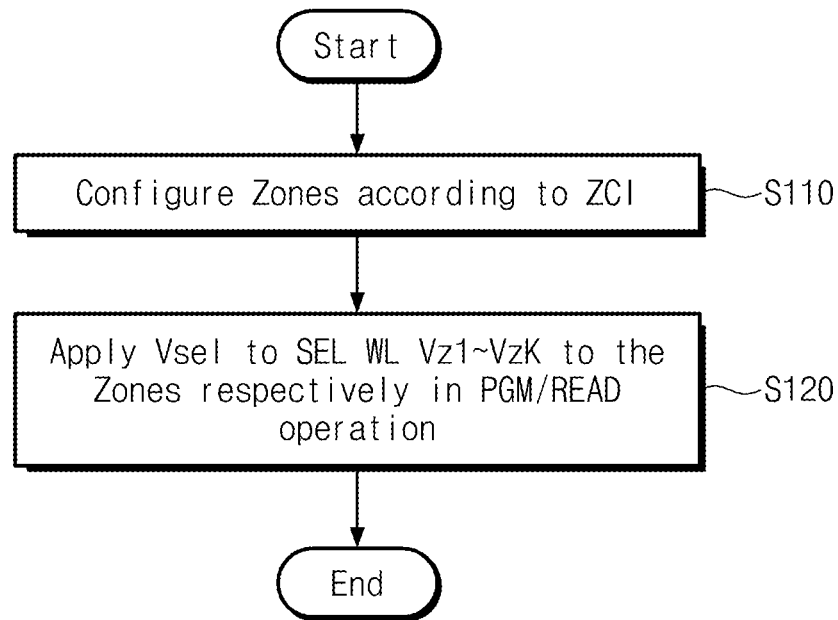 Start
Configure Zones according to ZCI
S110
Apply Vsel to SEL WL Vz1~VzK to the
Zones respectively in PGM/READ
operation
S120
End